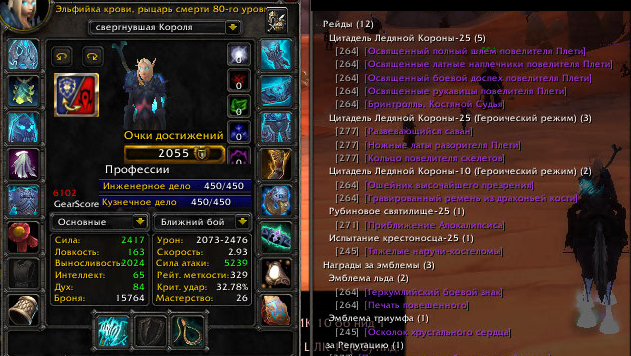 Эльфийка крови, рыцарь смерти 80-го уровн
свергнувшая Короля
Очки достижений
2055
Профессии
Инженерное дело 450/450
Кузнечное дело 450/450
6102
GearScore
Основные
Ближний бой
Сила: 2417
Ловкость: 163
Выносливость: 2024
Интеллект: 65
Дух: 84
Броня: 15764
Урон: 2073-2476
Скорость: 2.93
Сила атаки: 5239
Рейт. меткости: 329
Крит. удар: 32.78%
Мастерство: 26
0
0
0
0
0
Рейды (12)
Цитадель Ледяной Короны-25 (5)
[264] [Освященный полный шлем повелителя Плети]
[264] [Освященные латные наплечники повелителя Плети]
[264] [Освященный боевой доспех повелителя Плети]
[264] [Освященные рукавицы повелителя Плети]
[264] [Бринтролль, Костяной Судья]
Цитадель Ледяной Короны-25 (Героический режим) (3)
[277] [Развевающийся саван]
[277] [Ножные латы разорителя Плети]
[277] [Кольцо повелителя скелетов]
Цитадель Ледяной Короны-10 (Героический режим) (2)
[264] [Ошейник высочайшего презрения]
[264] [Гравированный ремень из драконьей кости]
Рубиновое святилище-25 (1)
[271] [Приближение Апокалипсиса]
Испытание крестоносца-25 (1)
[245] [Тяжелые наручи костелома]
Награды за эмблемы (3)
Эмблема льда (2)
[264] [Геркумлийский боевой знак]
[264] [Печать повешенного]
Эмблема триумфа (1)
[245] [Осколок хрустального сердца]
за Репутацию (1)